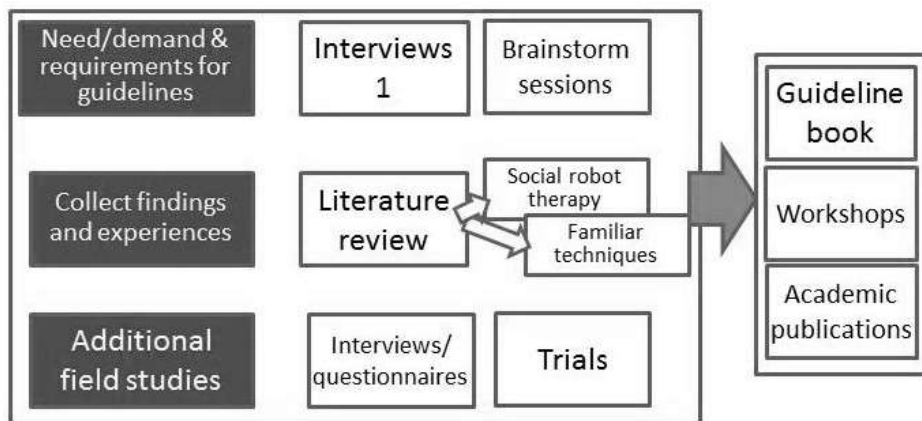 Need/demand &
requirements for
guidelines
Interviews
1
Brainstorm
sessions
Collect findings
and experiences
Literature
review
Social robot
therapy
Familiar
techniques
Additional
field studies
Interviews/
questionnaires
Trials
Guideline
book
Workshops
Academic
publications